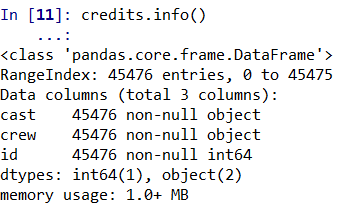 In [11]: credits.info()
...:
<class 'pandas.core.frame.DataFrame'>
RangeIndex: 45476 entries, 0 to 45475
Data columns (total 3 columns):
cast    45476 non-null object
crew    45476 non-null object
id      45476 non-null int64
dtypes: int64(1), object(2)
memory usage: 1.0+ MB